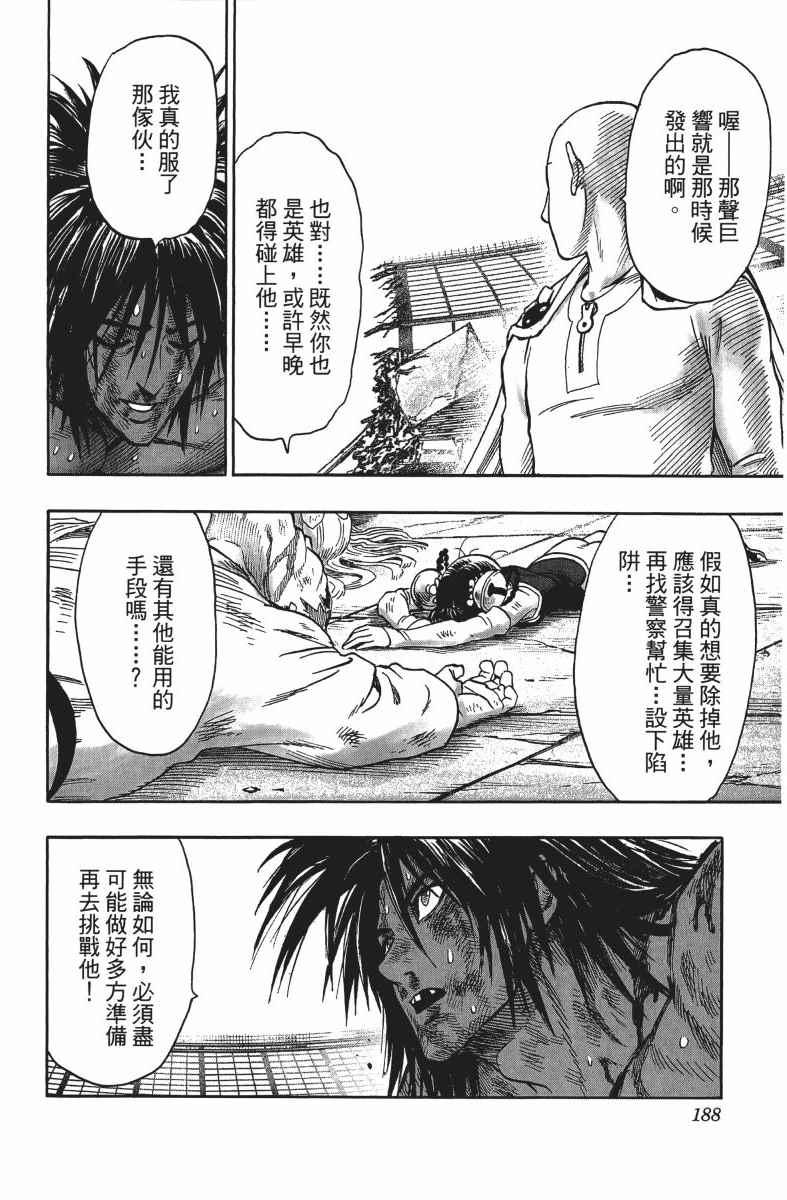 喔——那聲巨
響就是那時候
發出的啊。
也對……既然你也
是英雄，或許早晚
都得碰上他……
我真的服了
那傢伙…
假如真的想要除掉他，
應該得召集大量英雄…
再找警察幫忙…設下陷
阱…
還有其他能用的
手段嗎……？
無論如何，必須盡
可能做好多方準備
再去挑戰他！
188